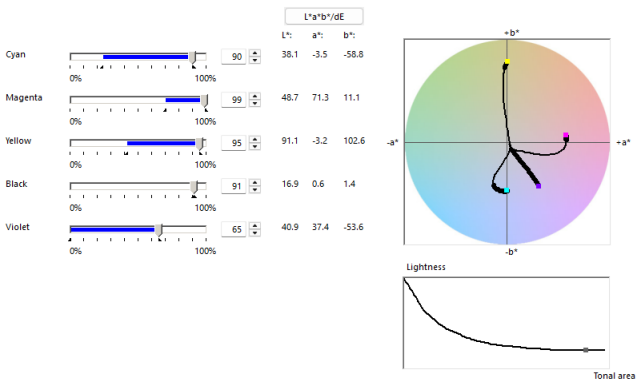 L*a*b*/dE
L*: a*: b*:
Cyan 90 38.1 -3.5 -58.8
0% 100%
Magenta 99 48.7 71.3 11.1
0% 100%
Yellow 95 91.1 -3.2 102.6
0% 100%
Black 91 16.9 0.6 1.4
0% 100%
Violet 65 40.9 37.4 -53.6
0% 100%
+b*
-a* +a*
-b*
Lightness
Tonal area